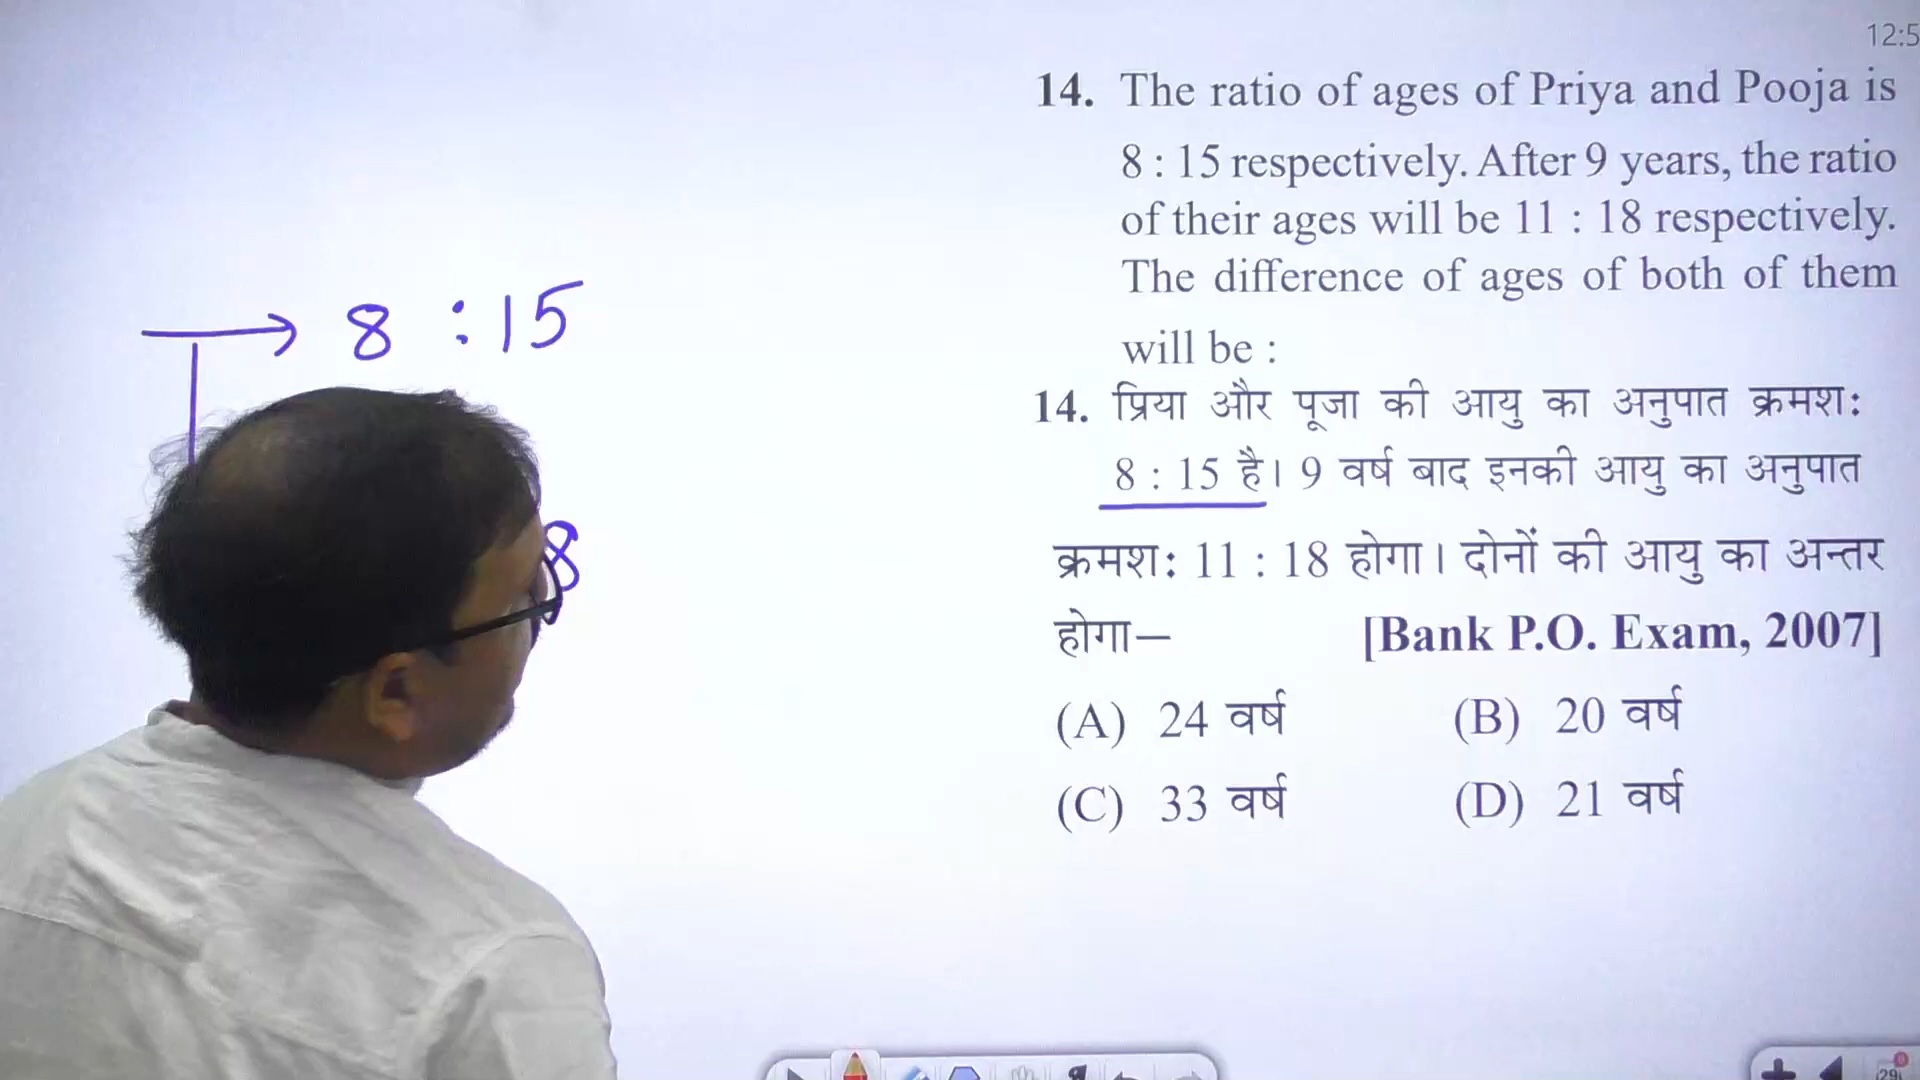 12:5
14. The ratio of ages of Priya and Pooja is
8 : 15 respectively. After 9 years, the ratio
of their ages will be 11 : 18 respectively.
The difference of ages of both of them
will be :
14. प्रिया और पूजा की आयु का अनुपात क्रमशः
8 : 15 है। 9 वर्ष बाद इनकी आयु का अनुपात
क्रमशः 11 : 18 होगा। दोनों की आयु का अन्तर
होगा— [Bank P.O. Exam, 2007]
(A) 24 वर्ष (B) 20 वर्ष
(C) 33 वर्ष (D) 21 वर्ष
8 : 15
8
29